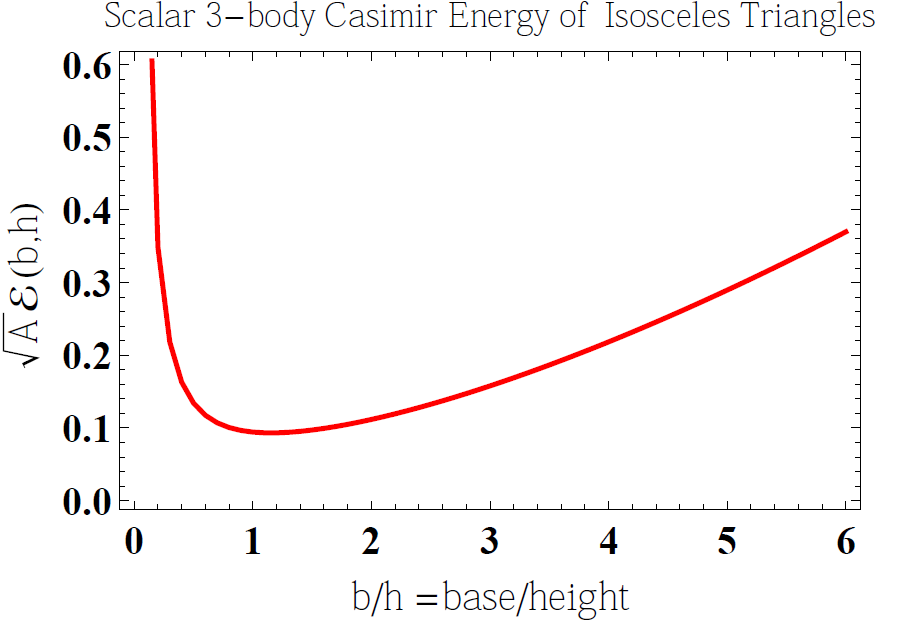 Scalar 3−body Casimir Energy of Isosceles Triangles
0.6
0.5
0.4
0.3
0.2
0.1
0.0
√A ℰ(b,h)
0 1 2 3 4 5 6
b/h =base/height